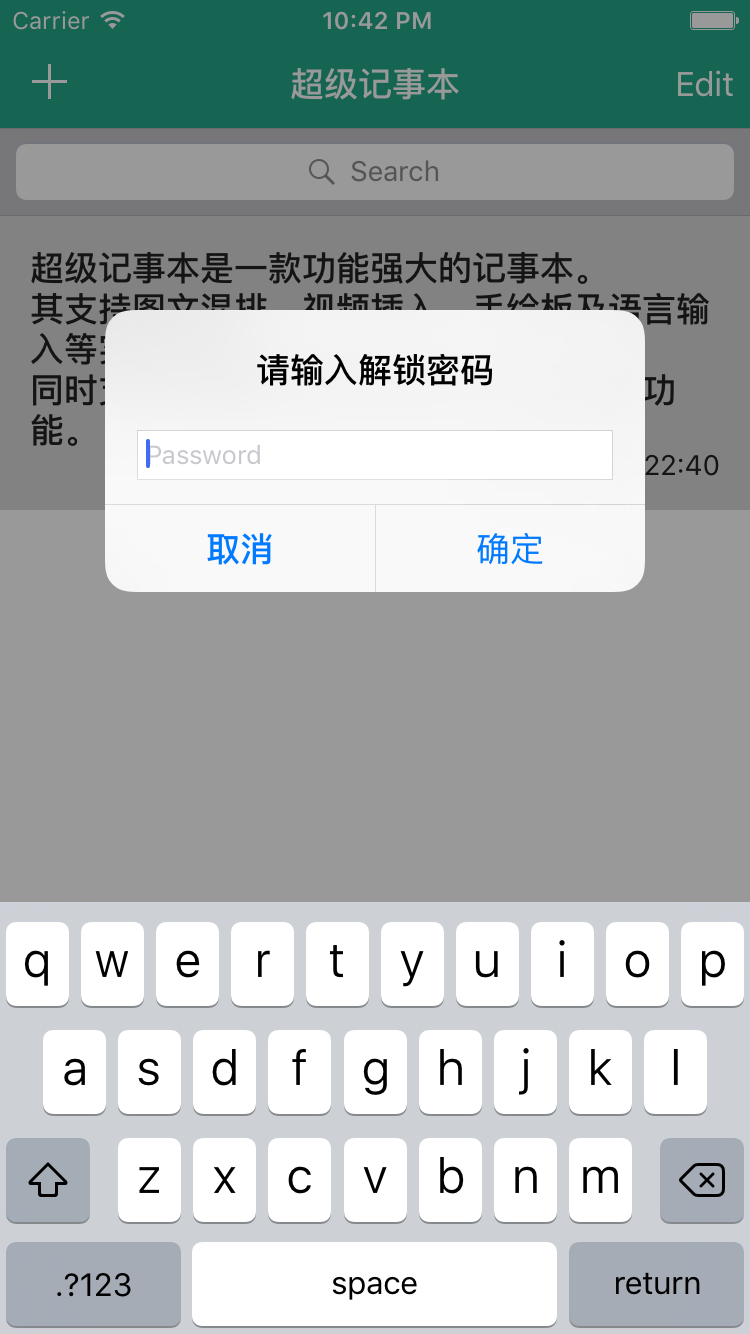 Carrier 10:42 PM
超级记事本 Edit
Search
超级记事本是一款功能强大的记事本。
其支持图文混排、视频插入、手绘板及语言输
入等
同时 功
能。
22:40
请输入解锁密码
Password
取消 确定
q w e r t y u i o p
a s d f g h j k l
z x c v b n m
.?123 space return